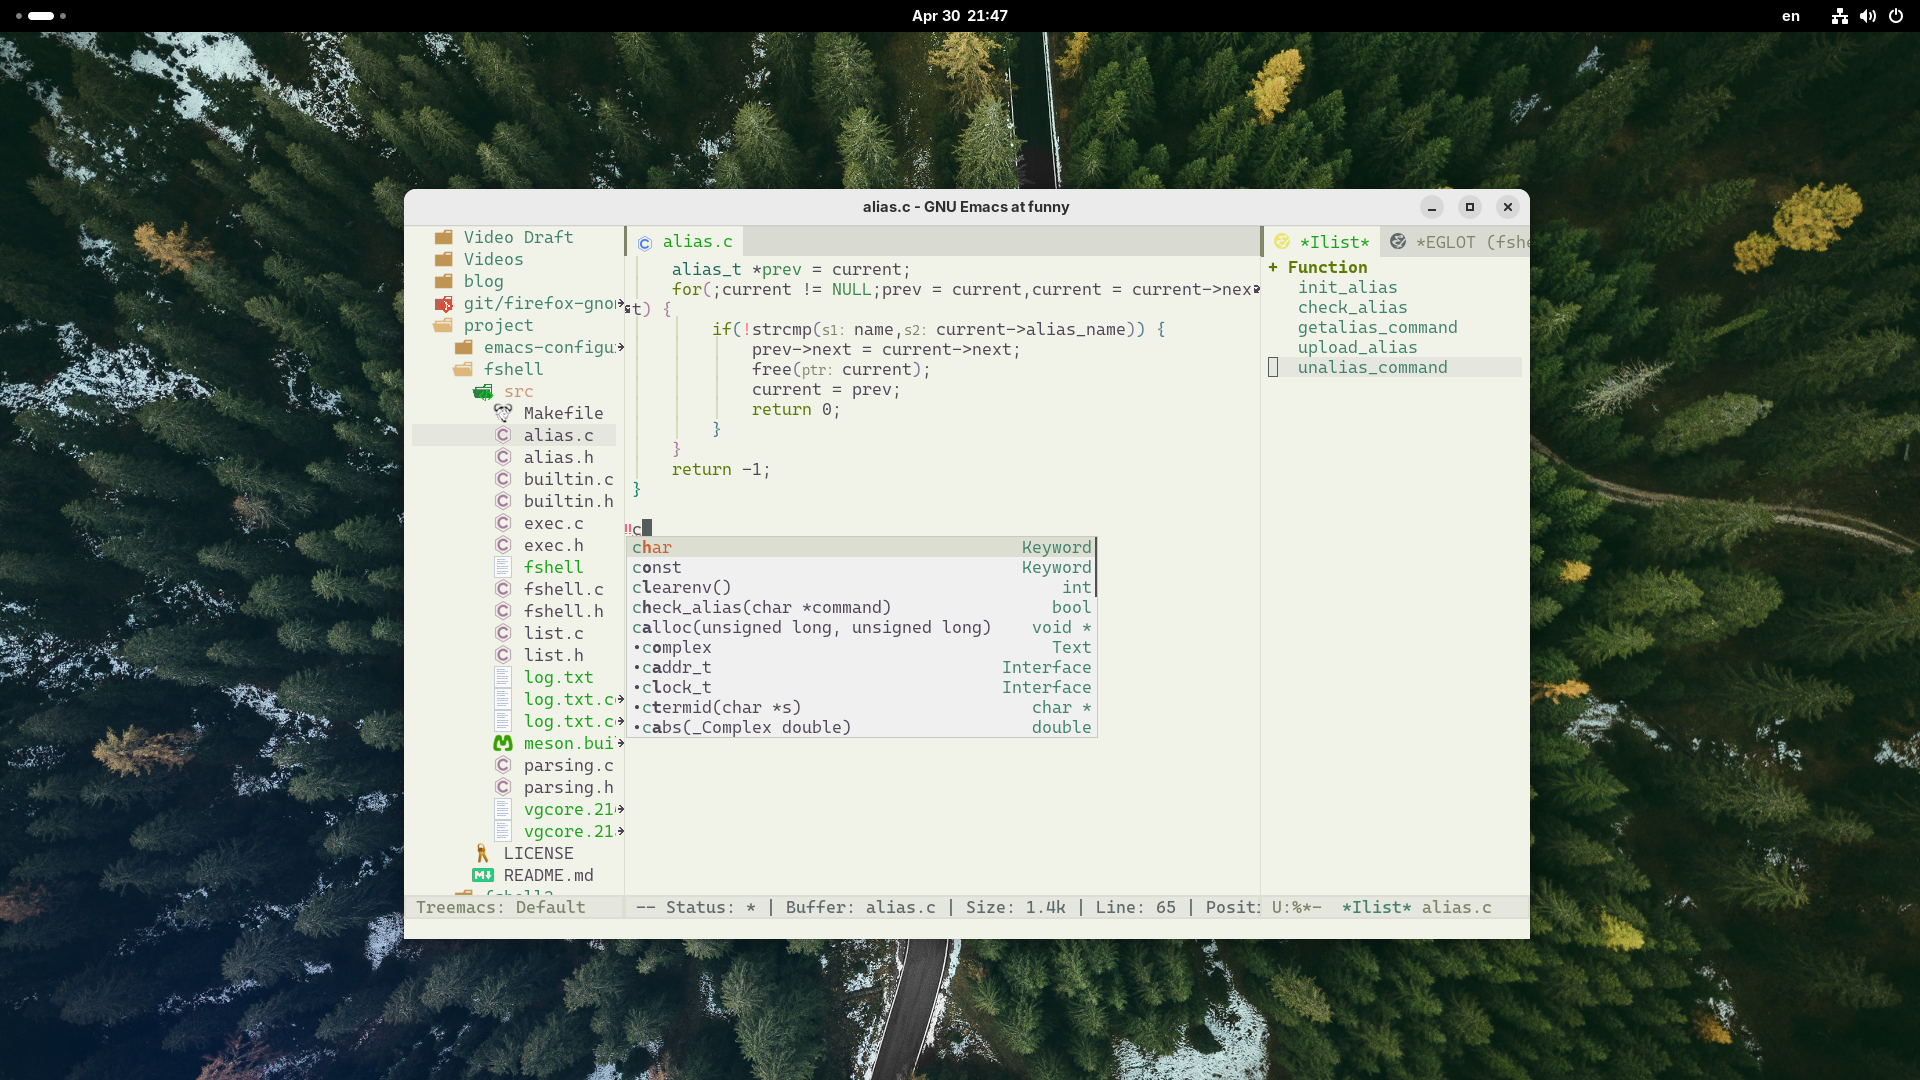 Apr 30 21:47
en
alias.c - GNU Emacs at funny
Video Draft
Videos
blog
git/firefox-gno
project
emacs-configu
fshell
src
Makefile
alias.c
alias.h
builtin.c
builtin.h
exec.c
exec.h
fshell
fshell.c
fshell.h
list.c
list.h
log.txt
log.txt.c
log.txt.c
meson.bui
parsing.c
parsing.h
vgcore.21
vgcore.21
LICENSE
README.md
Treemacs: Default
alias.c
alias_t *prev = current;
for(;current != NULL;prev = current,current = current->nex
t) {
if(!strcmp(s1: name,s2: current->alias_name)) {
prev->next = current->next;
free(ptr: current);
current = prev;
return 0;
}
}
return -1;
}
!!c
char Keyword
const Keyword
clearenv() int
check_alias(char *command) bool
calloc(unsigned long, unsigned long) void *
•complex Text
•caddr_t Interface
•clock_t Interface
•ctermid(char *s) char *
•cabs(_Complex double) double
-- Status: * | Buffer: alias.c | Size: 1.4k | Line: 65 | Positi
*Ilist* *EGLOT (fshe
+ Function
init_alias
check_alias
getalias_command
upload_alias
unalias_command
U:%*- *Ilist* alias.c